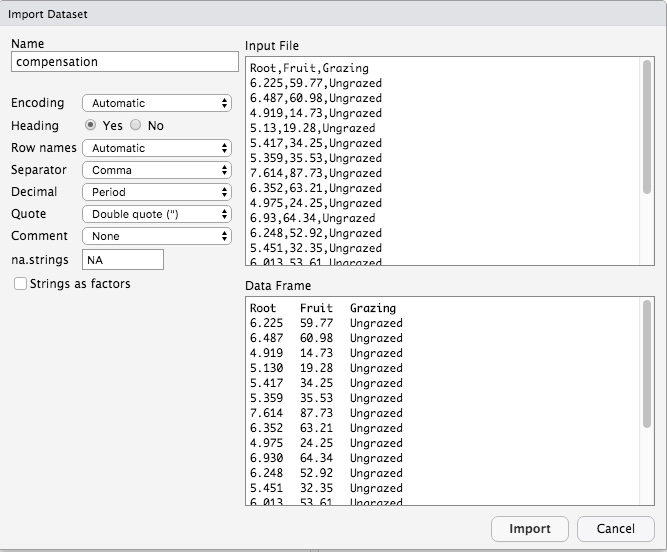 Import Dataset
Name
compensation
Encoding Automatic
Heading Yes No
Row names Automatic
Separator Comma
Decimal Period
Quote Double quote (")
Comment None
na.strings NA
Strings as factors
Input File
Root,Fruit,Grazing
6.225,59.77,Ungrazed
6.487,60.98,Ungrazed
4.919,14.73,Ungrazed
5.13,19.28,Ungrazed
5.417,34.25,Ungrazed
5.359,35.53,Ungrazed
7.614,87.73,Ungrazed
6.352,63.21,Ungrazed
4.975,24.25,Ungrazed
6.93,64.34,Ungrazed
6.248,52.92,Ungrazed
5.451,32.35,Ungrazed
6.013,53.61,Ungrazed
Data Frame
Root Fruit Grazing
6.225 59.77 Ungrazed
6.487 60.98 Ungrazed
4.919 14.73 Ungrazed
5.130 19.28 Ungrazed
5.417 34.25 Ungrazed
5.359 35.53 Ungrazed
7.614 87.73 Ungrazed
6.352 63.21 Ungrazed
4.975 24.25 Ungrazed
6.930 64.34 Ungrazed
6.248 52.92 Ungrazed
5.451 32.35 Ungrazed
6.013 53.61 Ungrazed
Import Cancel